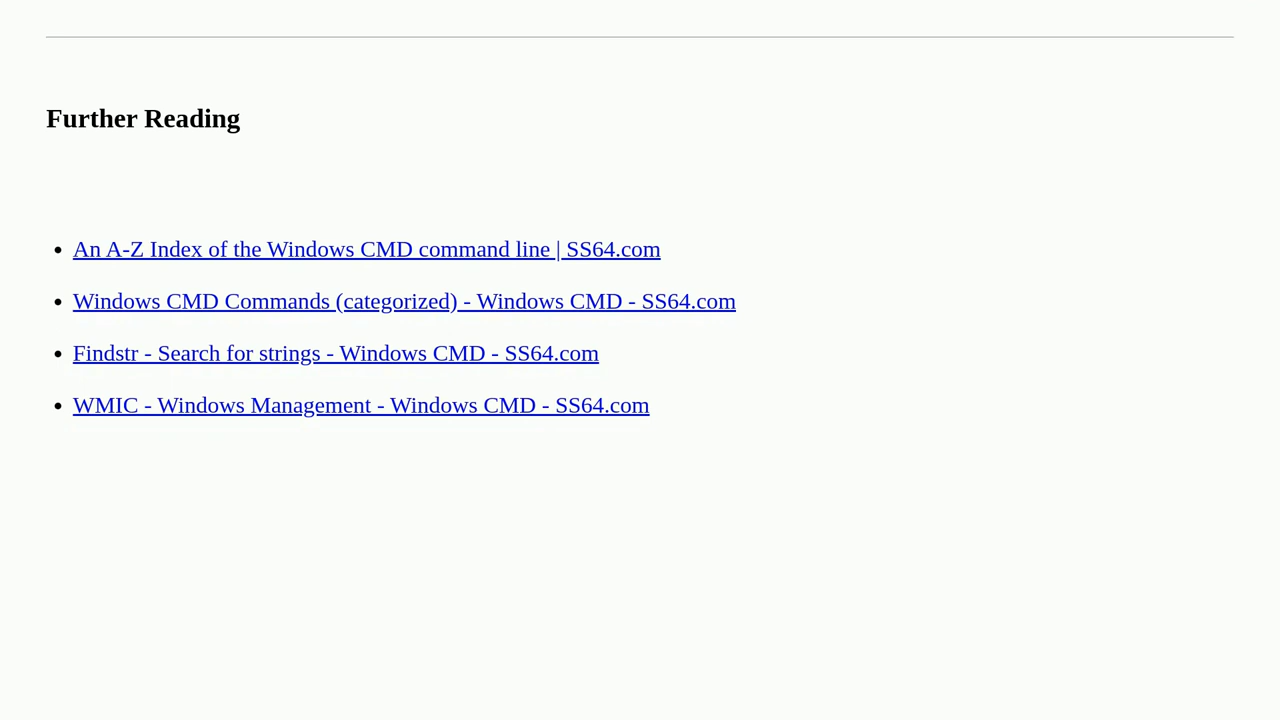 Further Reading
An A-Z Index of the Windows CMD command line | SS64.com
Windows CMD Commands (categorized) - Windows CMD - SS64.com
Findstr - Search for strings - Windows CMD - SS64.com
WMIC - Windows Management - Windows CMD - SS64.com